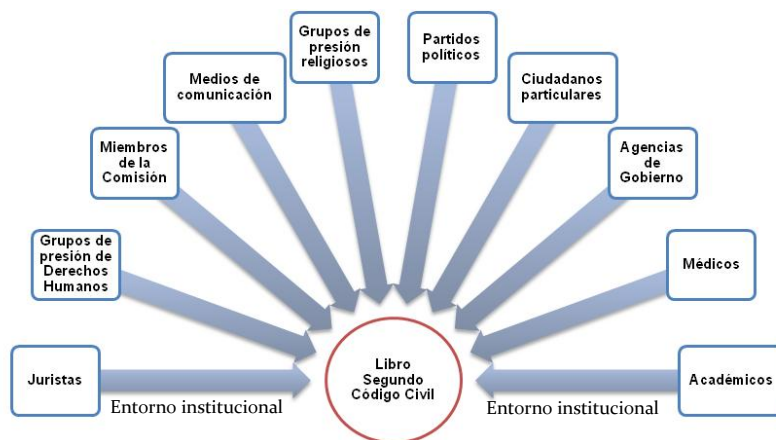 Grupos de
presión
religiosos
Partidos
políticos
Medios de
comunicación
Ciudadanos
particulares
Miembros
de la
Comisión
Agencias
de
Gobierno
Grupos de
presión de
Derechos
Humanos
Médicos
Juristas
Libro
Segundo
Código Civil
Académicos
Entorno institucional
Entorno institucional